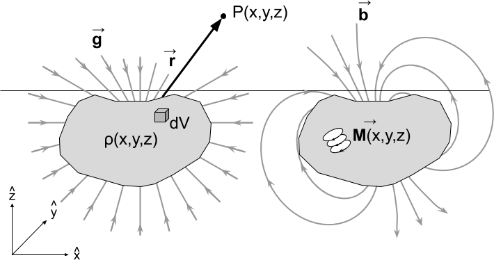 P(x,y,z)
g
r
dV
ρ(x,y,z)
ẑ
ŷ
x̂
b
M(x,y,z)